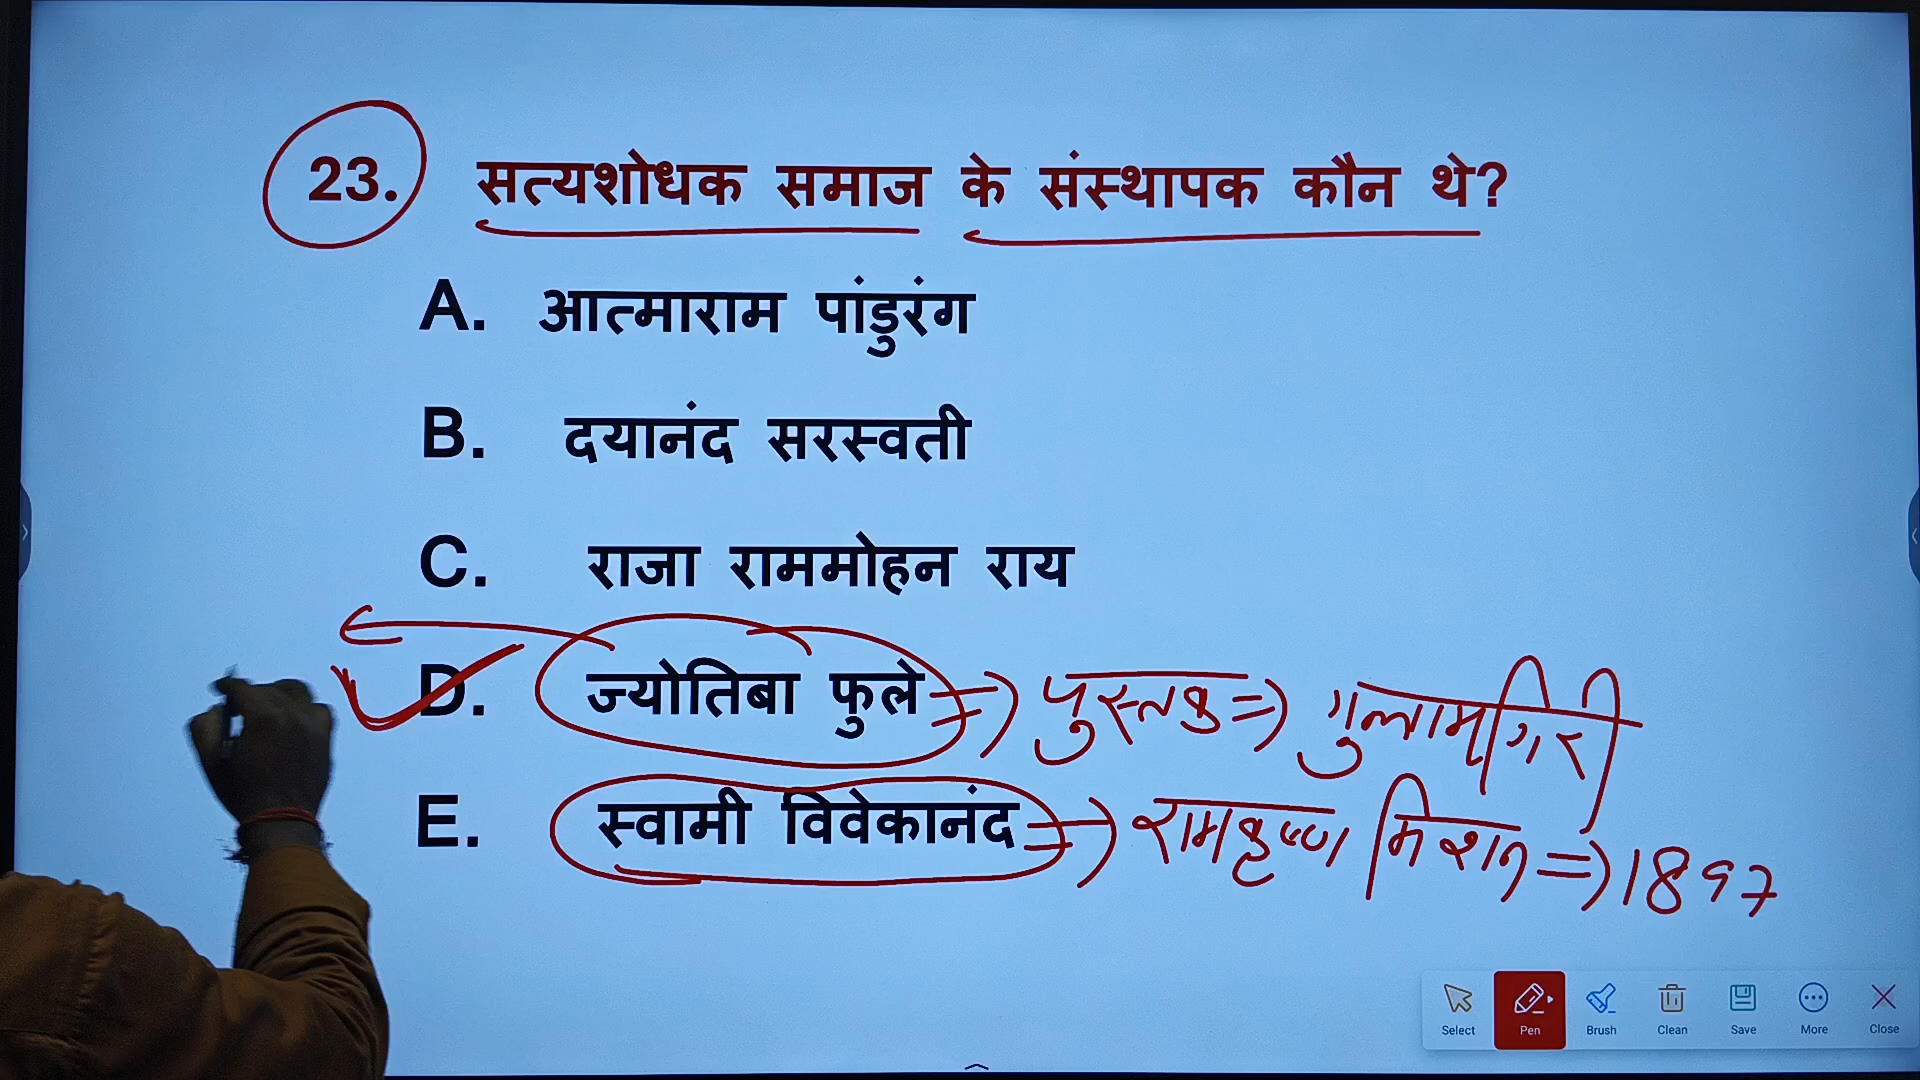 23. सत्यशोधक समाज के संस्थापक कौन थे?
A. आत्माराम पांडुरंग
B. दयानंद सरस्वती
C. राजा राममोहन राय
D. ज्योतिबा फुले => पुस्तक => गुलामगिरी
E. स्वामी विवेकानंद => रामकृष्ण मिशन => 1897
Select Pen Brush Clean Save More Close